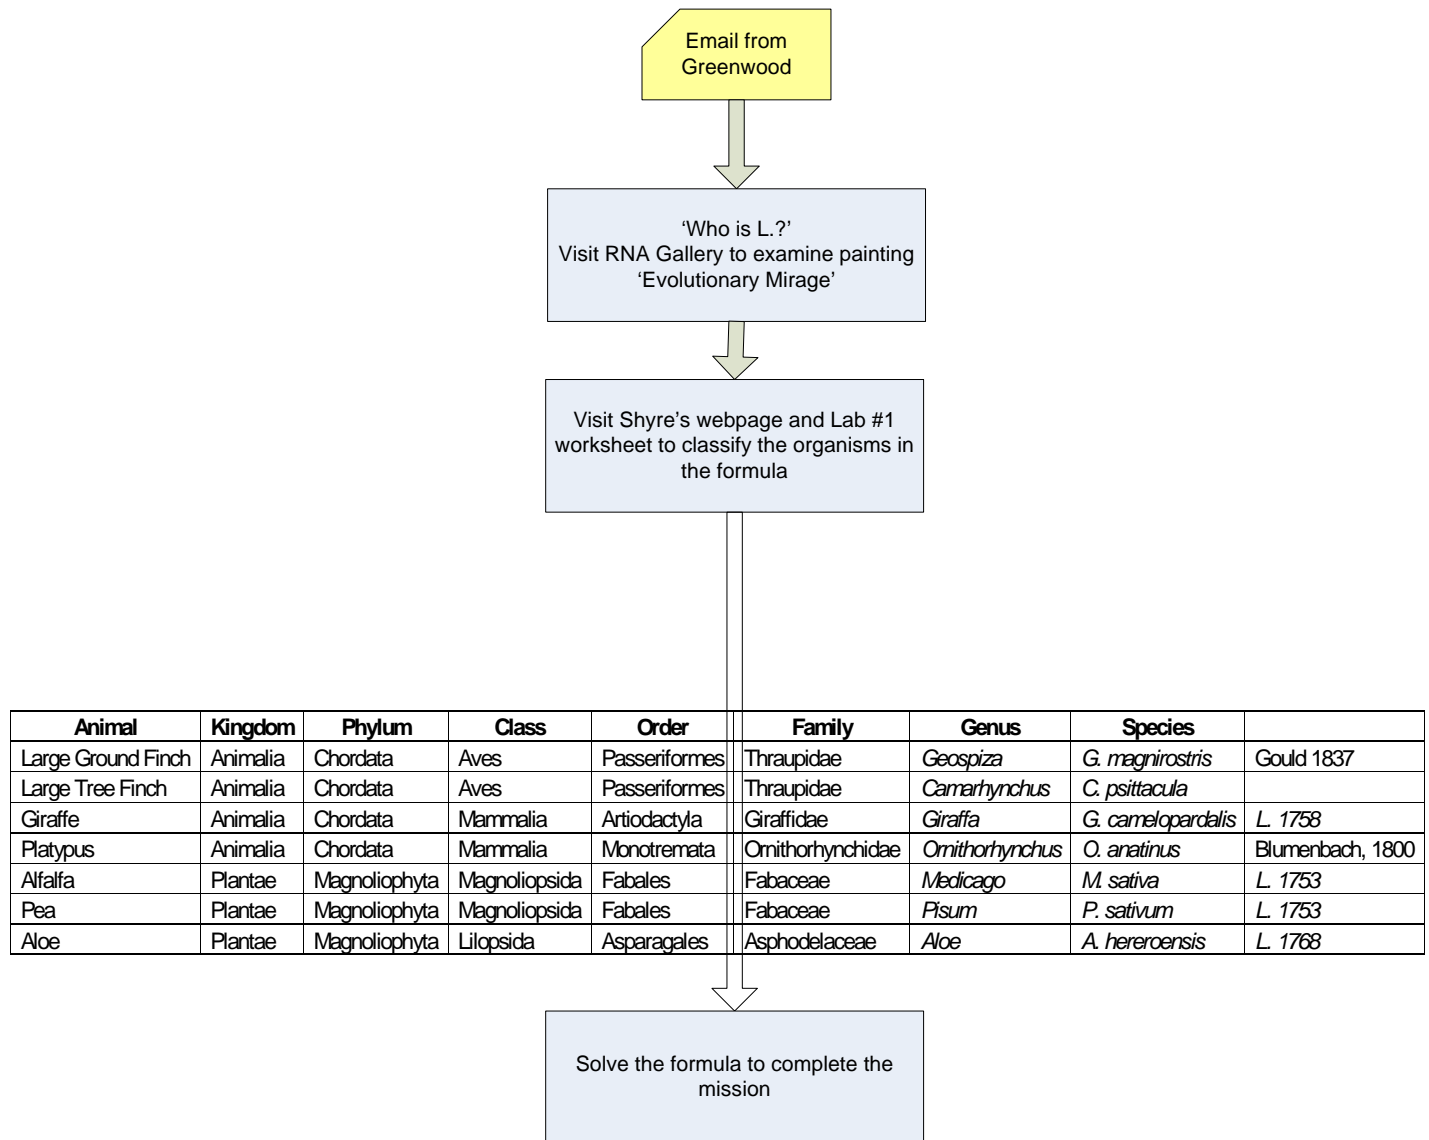 Email from
Greenwood
‘Who is L.?’
Visit RNA Gallery to examine painting
‘Evolutionary Mirage’
Visit Shyre’s webpage and Lab #1
worksheet to classify the organisms in
the formula
Animal Kingdom Phylum Class Order Family Genus Species
Large Ground Finch Animalia Chordata Aves Passeriformes Thraupidae Geospiza G. magnirostris Gould 1837
Large Tree Finch Animalia Chordata Aves Passeriformes Thraupidae Camarhynchus C. psittacula
Giraffe Animalia Chordata Mammalia Artiodactyla Giraffidae Giraffa G. camelopardalis L. 1758
Platypus Animalia Chordata Mammalia Monotremata Ornithorhynchidae Ornithorhynchus O. anatinus Blumenbach, 1800
Alfalfa Plantae Magnoliophyta Magnoliopsida Fabales Fabaceae Medicago M. sativa L. 1753
Pea Plantae Magnoliophyta Magnoliopsida Fabales Fabaceae Pisum P. sativum L. 1753
Aloe Plantae Magnoliophyta Lilopsida Asparagales Asphodelaceae Aloe A. hereroensis L. 1768
Solve the formula to complete the
mission